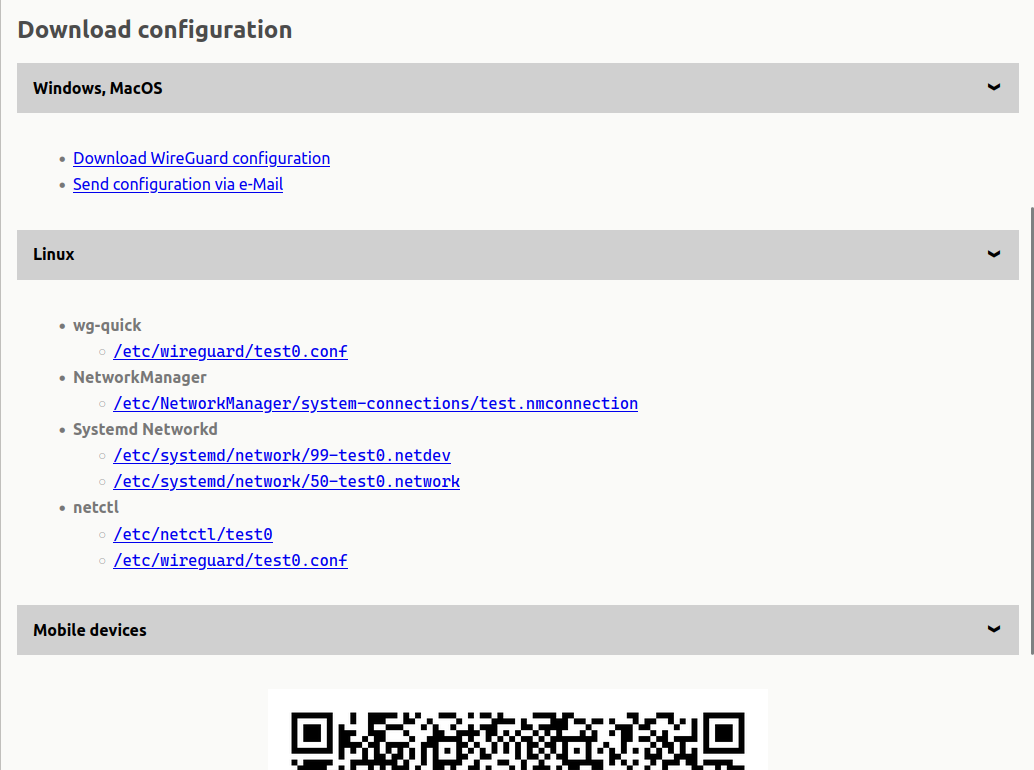 Download configuration
Windows, MacOS
Download WireGuard configuration
Send configuration via e-Mail
Linux
wg-quick
/etc/wireguard/test0.conf
NetworkManager
/etc/NetworkManager/system-connections/test.nmconnection
Systemd Networkd
/etc/systemd/network/99-test0.netdev
/etc/systemd/network/50-test0.network
netctl
/etc/netctl/test0
/etc/wireguard/test0.conf
Mobile devices